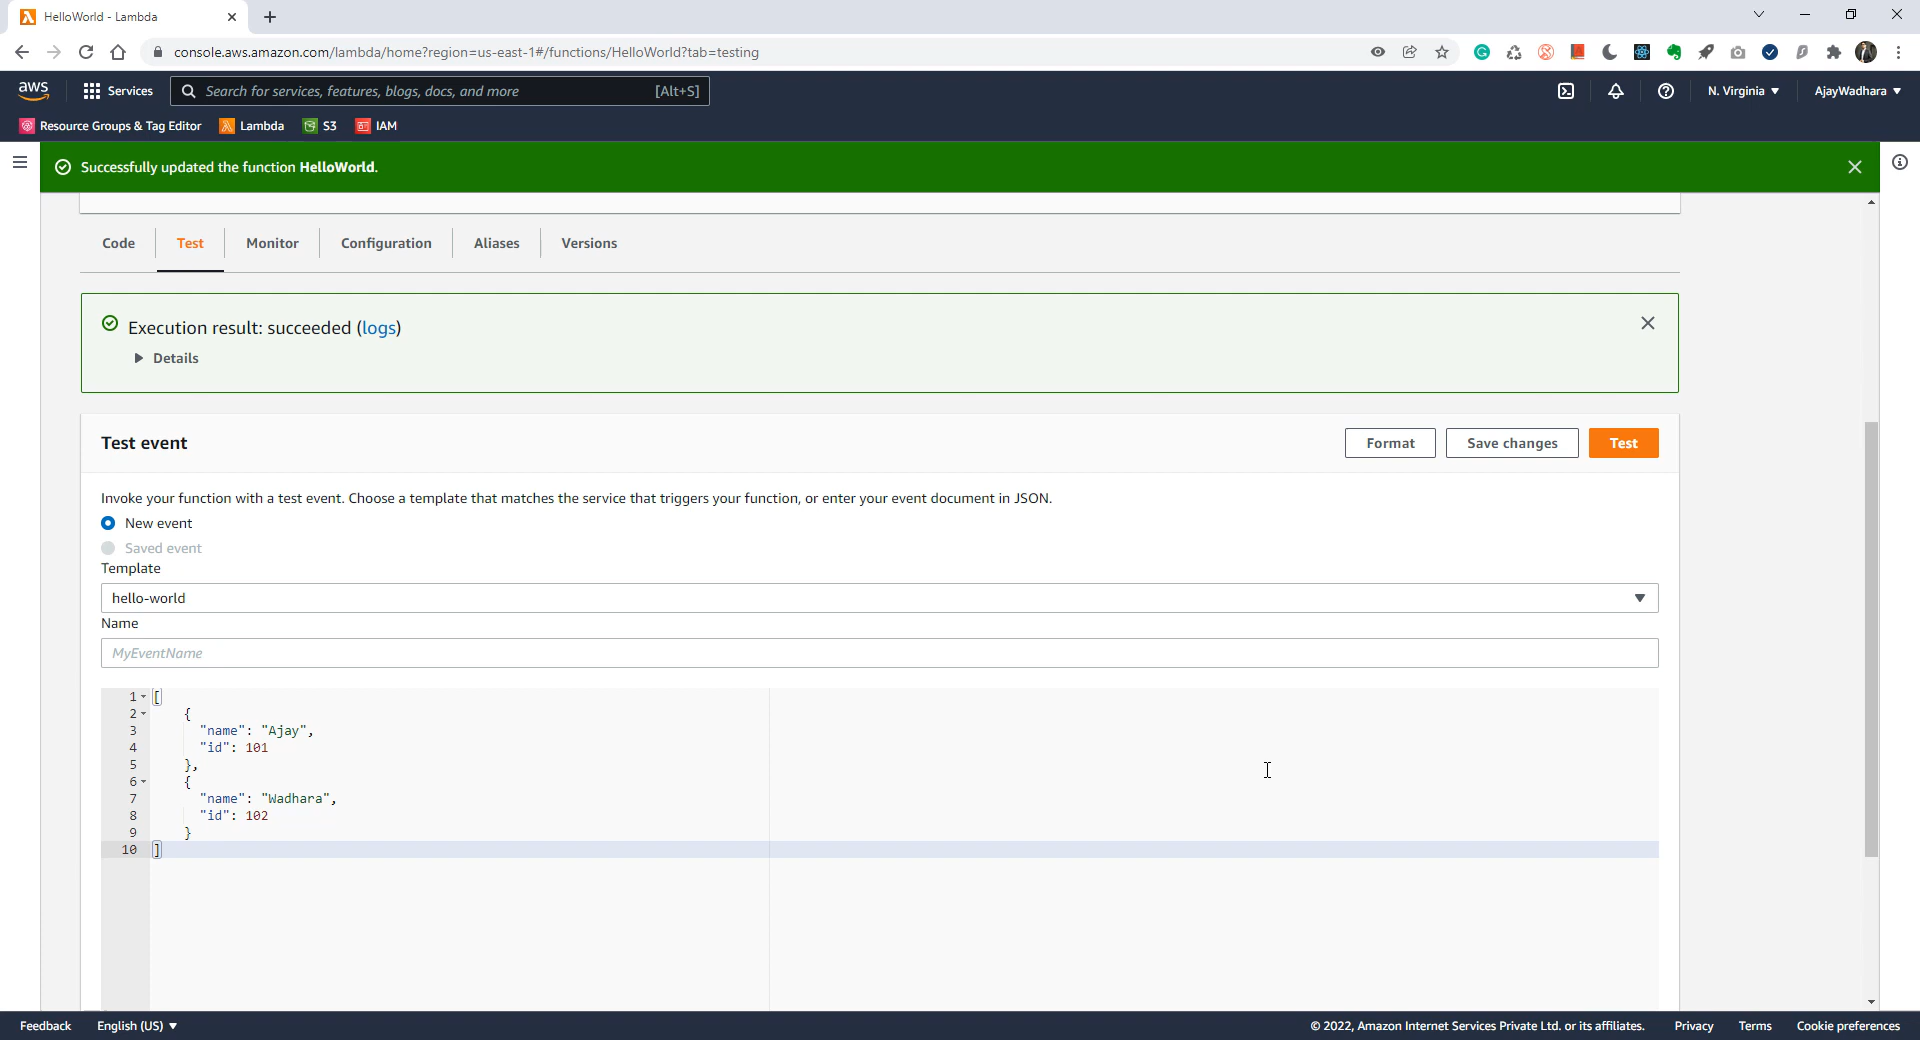 HelloWorld - Lambda
console.aws.amazon.com/lambda/home?region=us-east-1#/functions/HelloWorld?tab=testing
aws
Services
Search for services, features, blogs, docs, and more
[Alt+S]
N. Virginia
AjayWadhara
Resource Groups & Tag Editor
Lambda
S3
IAM
Successfully updated the function HelloWorld.
Code
Test
Monitor
Configuration
Aliases
Versions
Execution result: succeeded (logs)
Details
Test event
Format
Save changes
Test
Invoke your function with a test event. Choose a template that matches the service that triggers your function, or enter your event document in JSON.
New event
Saved event
Template
hello-world
Name
MyEventName
1 [
2 {
3 "name": "Ajay",
4 "id": 101
5 },
6 {
7 "name": "Wadhara",
8 "id": 102
9 }
10 ]
Feedback
English (US)
© 2022, Amazon Internet Services Private Ltd. or its affiliates.
Privacy
Terms
Cookie preferences